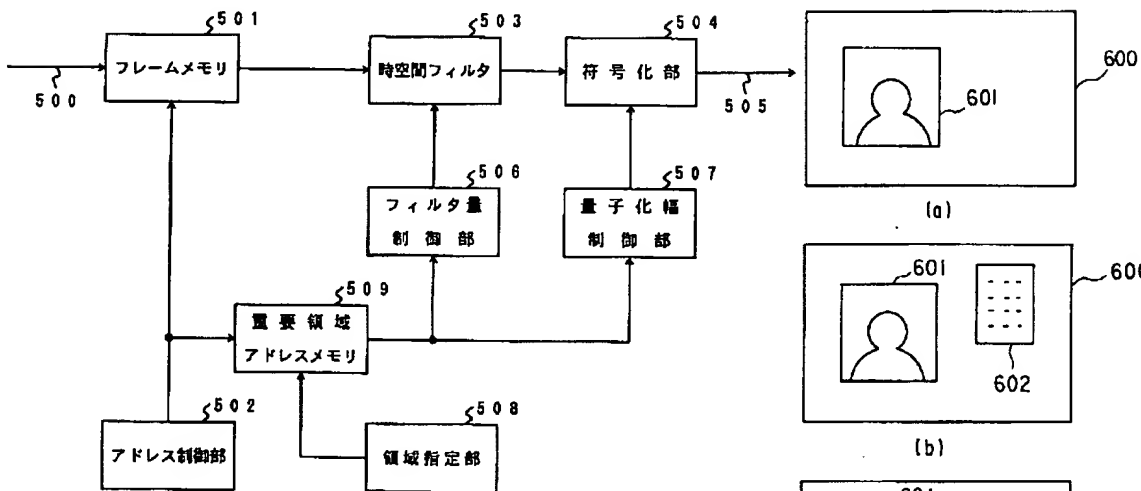 501
フレームメモリ
500
503
時空間フィルタ
504
符号化部
505
506
フィルタ量
制御部
507
量子化幅
制御部
509
重要領域
アドレスメモリ
502
アドレス制御部
508
領域指定部
600
601
(a)
601
602
(b)